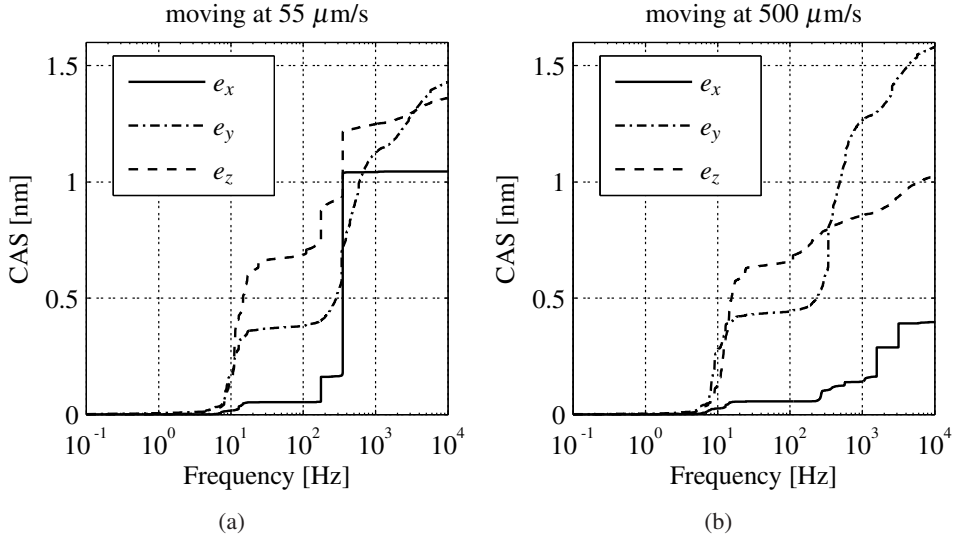 moving at 55 μm/s
1.5
1
0.5
0
CAS [nm]
e_x
e_y
e_z
10^-1 10^0 10^1 10^2 10^3 10^4
Frequency [Hz]
(a)
moving at 500 μm/s
1.5
1
0.5
0
CAS [nm]
e_x
e_y
e_z
10^-1 10^0 10^1 10^2 10^3 10^4
Frequency [Hz]
(b)